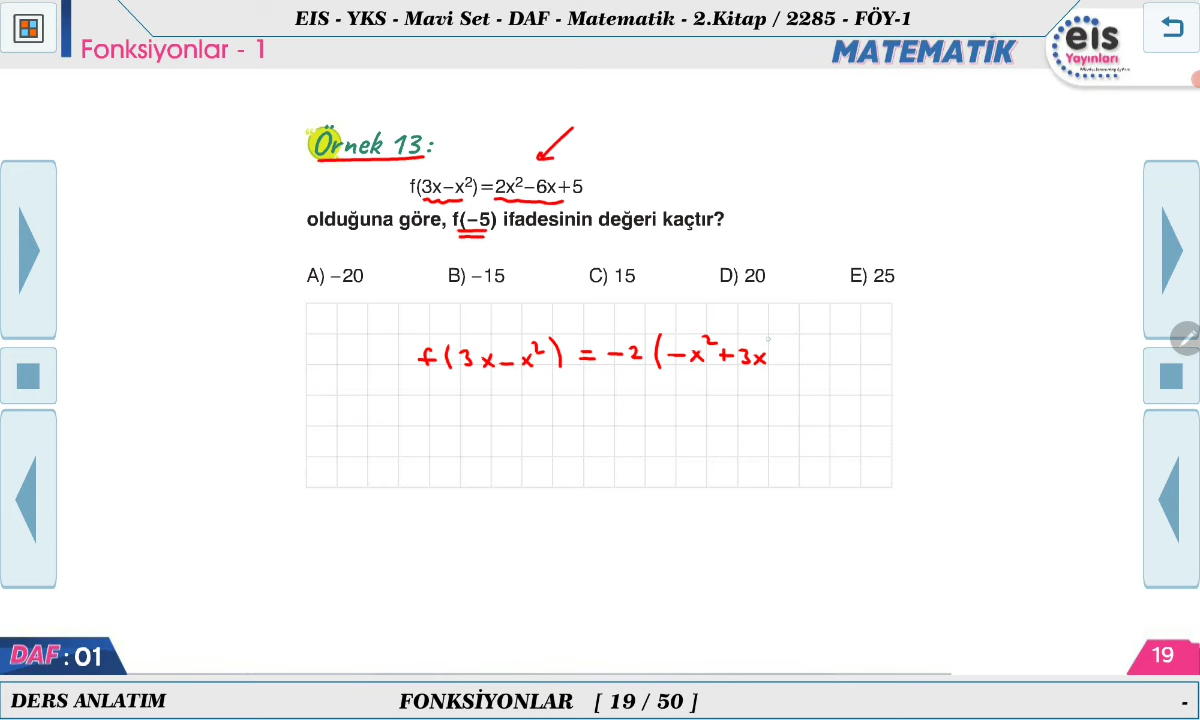 EIS - YKS - Mavi Set - DAF - Matematik - 2.Kitap / 2285 - FÖY-1
Fonksiyonlar - 1
MATEMATİK
eis
Yayınları
Örnek 13:
f(3x−x²)=2x²−6x+5
olduğuna göre, f(−5) ifadesinin değeri kaçtır?
A) −20 B) −15 C) 15 D) 20 E) 25
f(3x−x²) = −2(−x²+3x
DAF : 01
19
DERS ANLATIM FONKSİYONLAR [ 19 / 50 ] -